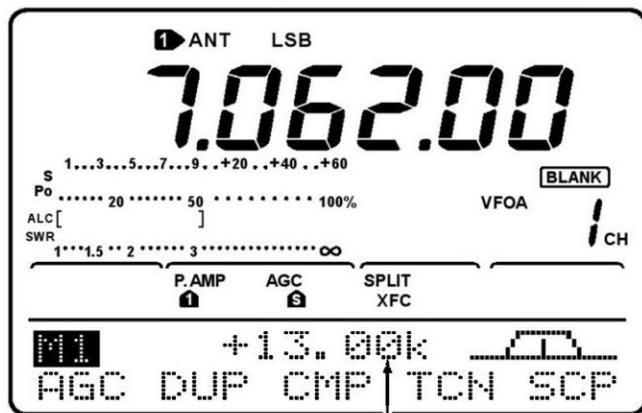 1 ANT LSB
7.062.00
S 1...3...5...7...9..+20..+40..+60
Po ...... 20 ........ 50 ......... 100%
BLANK
VFOA 1 CH
ALC [ ]
SWR 1....1.5..2 ...... 3 ............ ∞
P.AMP AGC SPLIT
1 S XFC
M1 +13.00k
AGC DUP CMP TCN SCP